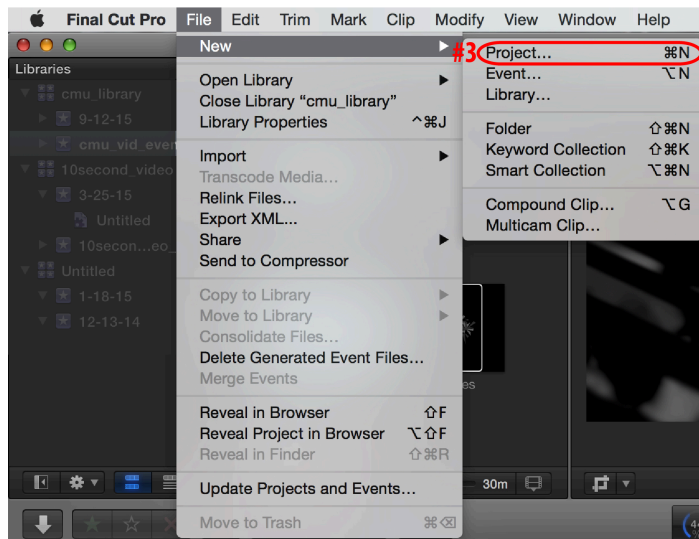 Final Cut Pro File Edit Trim Mark Clip Modify View Window Help
Libraries
cmu_library
9-12-15
cmu_vid_even
10second_video
3-25-15
Untitled
10secon...eo_
Untitled
1-18-15
12-13-14
New
Open Library
Close Library “cmu_library”
Library Properties ^⌘J
Import
Transcode Media...
Relink Files...
Export XML...
Share
Send to Compressor
Copy to Library
Move to Library
Consolidate Files...
Delete Generated Event Files...
Merge Events
Reveal in Browser ⇧F
Reveal Project in Browser ⌥⇧F
Reveal in Finder ⇧⌘R
Update Projects and Events...
Move to Trash ⌘⌫
#3
Project... ⌘N
Event... ⌥N
Library...
Folder ⇧⌘N
Keyword Collection ⇧⌘K
Smart Collection ⌥⌘N
Compound Clip... ⌥G
Multicam Clip...
es
30m